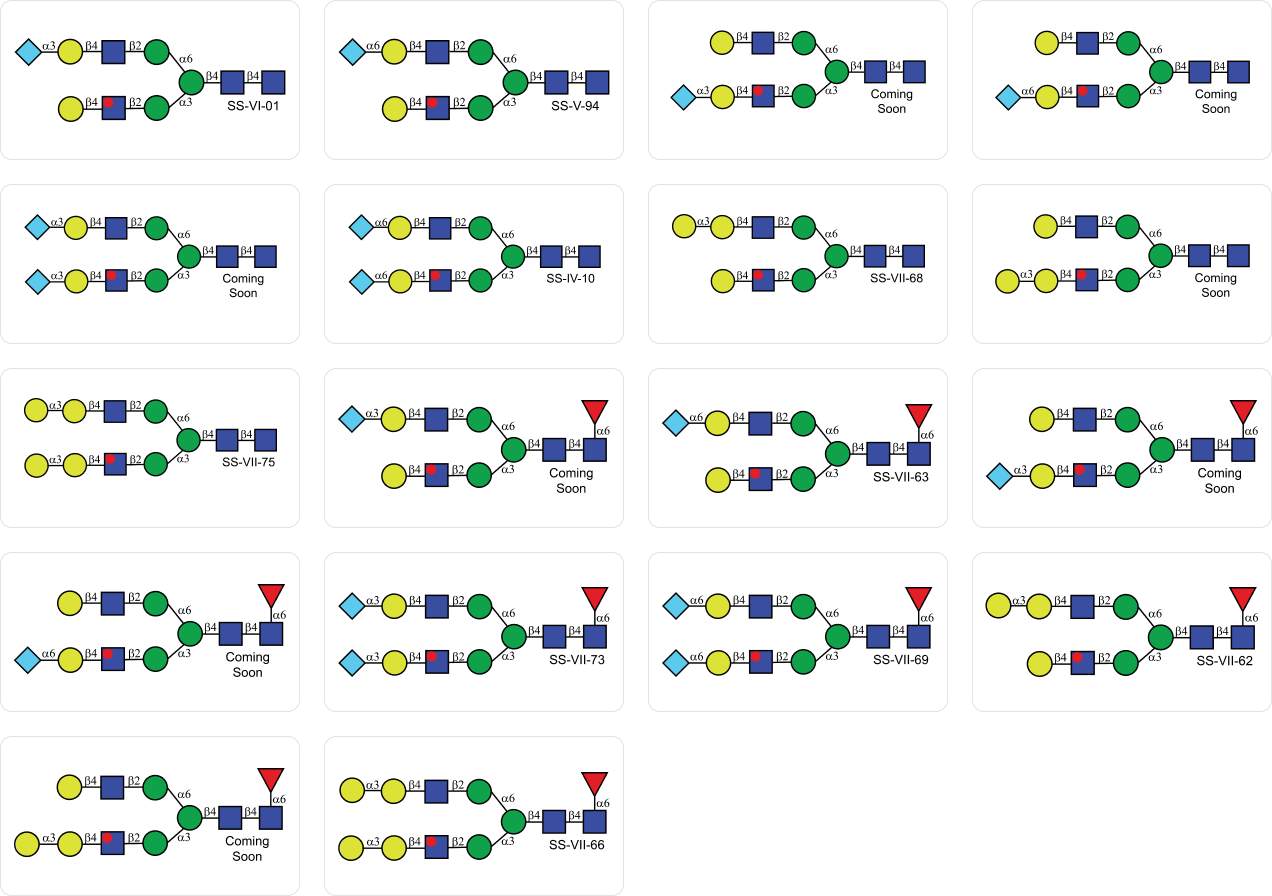 α3 β4 β2 α6 β4 β4
β4 β2 α3 SS-VI-01
α6 β4 β2 α6 β4 β4
β4 β2 α3 SS-V-94
β4 β2 α6 β4 β4
α3 β4 β2 α3 Coming
Soon
β4 β2 α6 β4 β4
α6 β4 β2 α3 Coming
Soon
α3 β4 β2 α6 β4 β4
α3 β4 β2 α3 Coming
Soon
α6 β4 β2 α6 β4 β4
α6 β4 β2 α3 SS-IV-10
α3 β4 β2 α6 β4 β4
β4 β2 α3 SS-VII-68
β4 β2 α6 β4 β4
α3 β4 β2 α3 Coming
Soon
α3 β4 β2 α6 β4 β4
α3 β4 β2 α3 SS-VII-75
α3 β4 β2 α6 β4 β4 α6
β4 β2 α3 Coming
Soon
α6 β4 β2 α6 β4 β4 α6
β4 β2 α3 SS-VII-63
β4 β2 α6 β4 β4 α6
α3 β4 β2 α3 Coming
Soon
β4 β2 α6 β4 β4 α6
α6 β4 β2 α3 Coming
Soon
α3 β4 β2 α6 β4 β4 α6
α3 β4 β2 α3 SS-VII-73
α6 β4 β2 α6 β4 β4 α6
α6 β4 β2 α3 SS-VII-69
α3 β4 β2 α6 β4 β4 α6
β4 β2 α3 SS-VII-62
β4 β2 α6 β4 β4 α6
α3 β4 β2 α3 Coming
Soon
α3 β4 β2 α6 β4 β4 α6
α3 β4 β2 α3 SS-VII-66